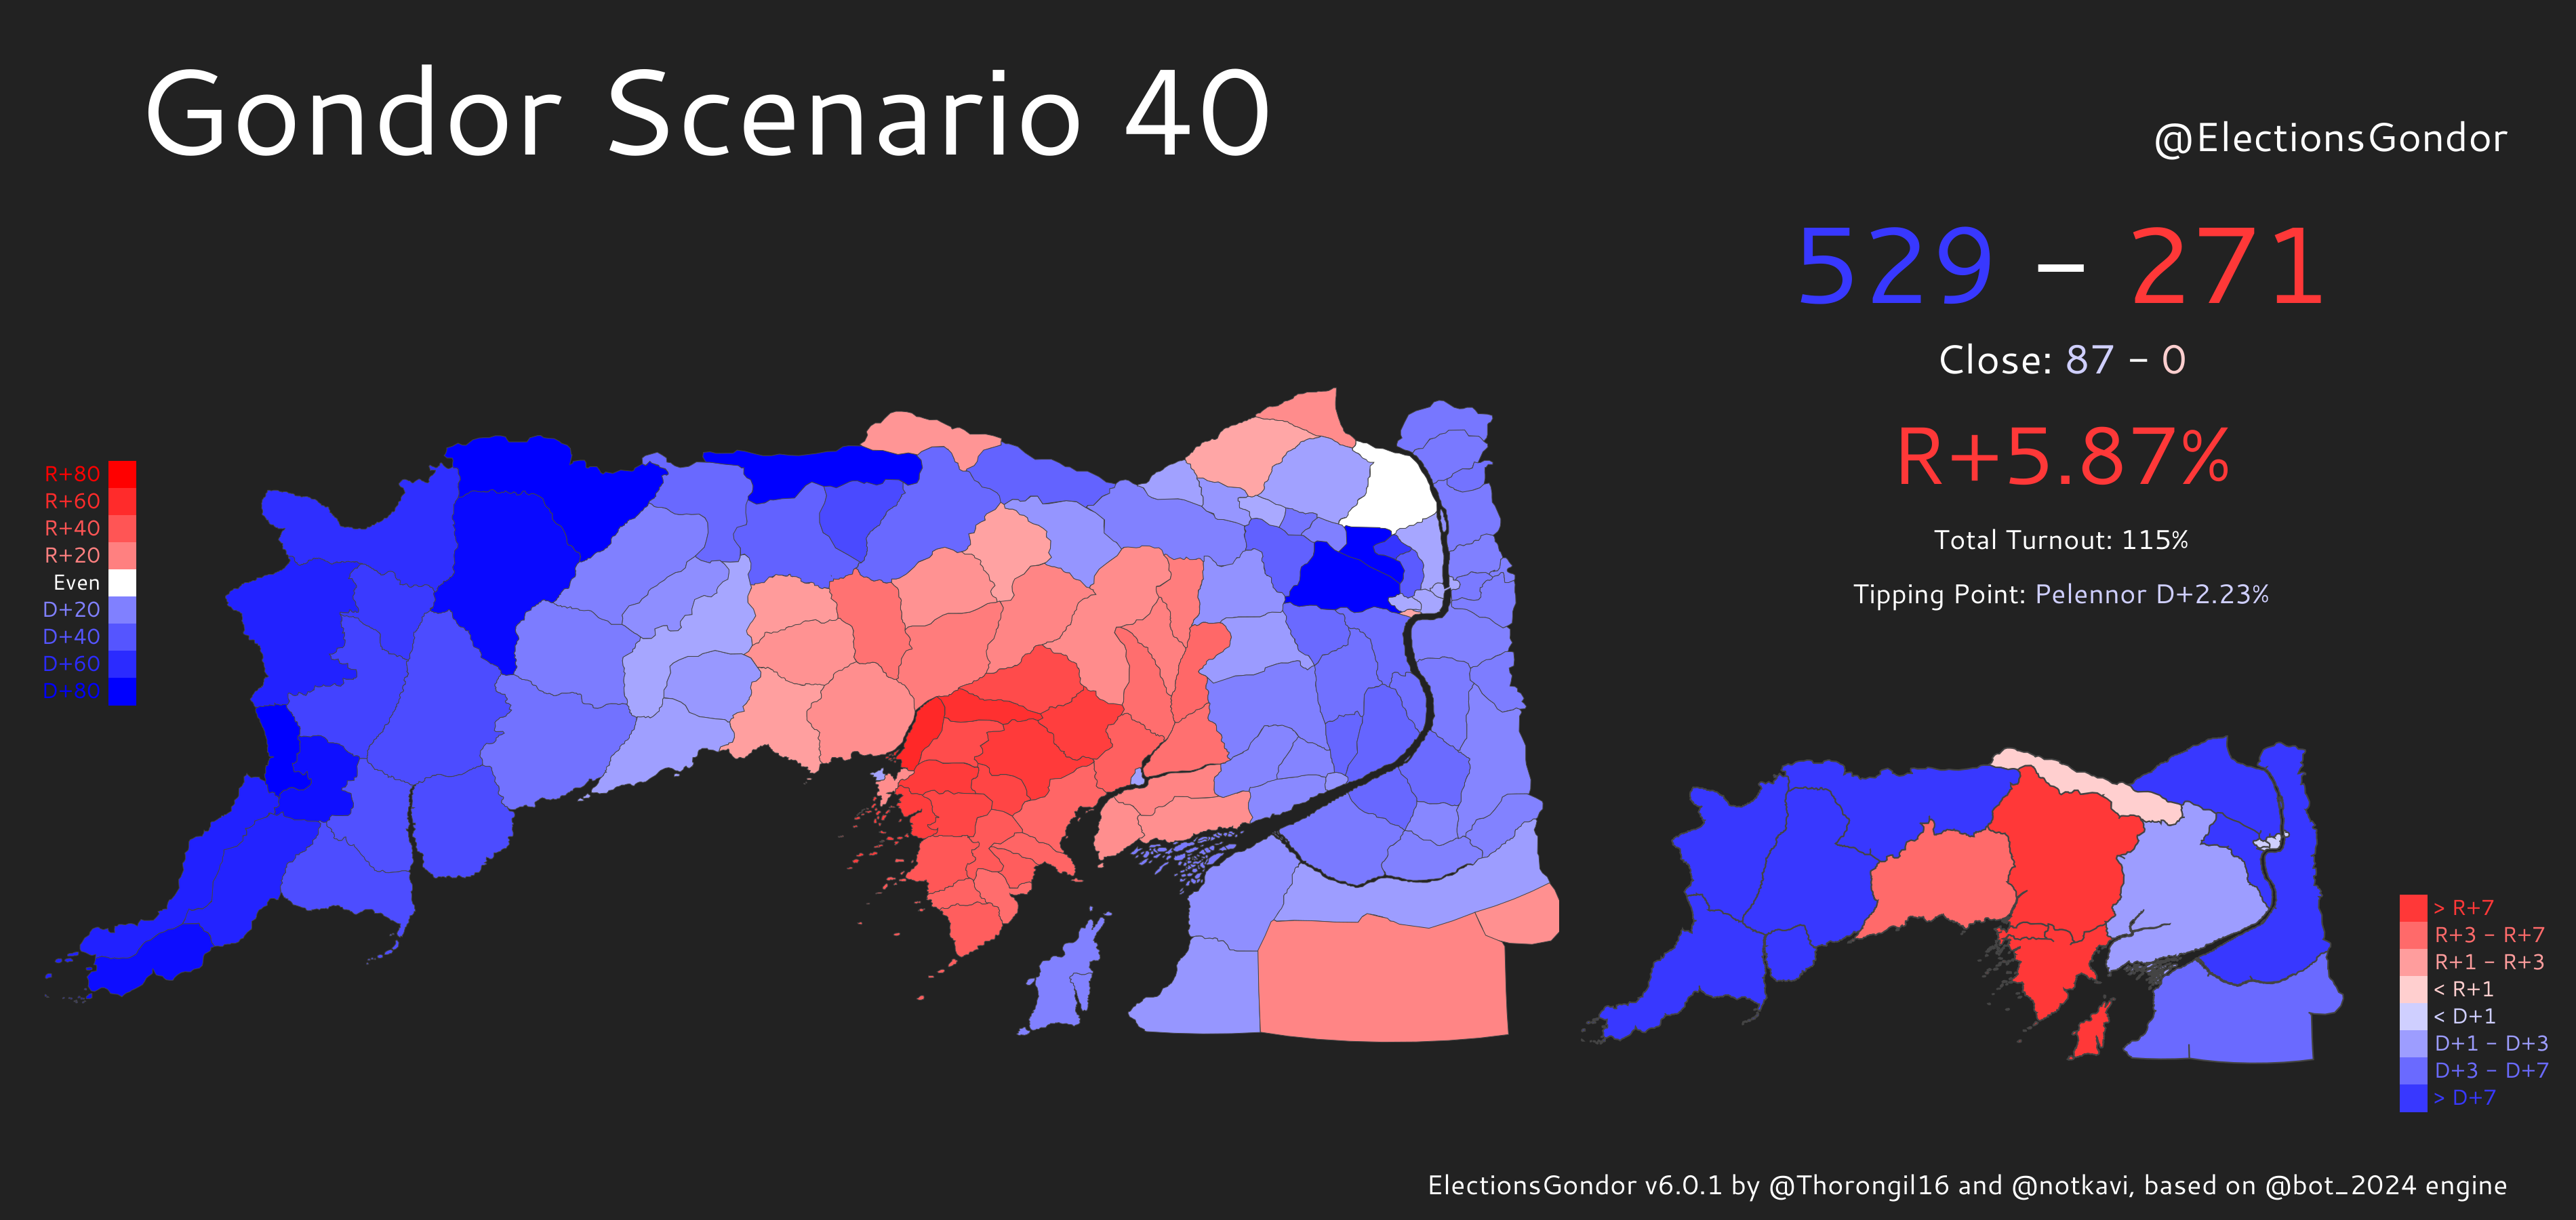 Gondor Scenario 40
@ElectionsGondor
529 - 271
Close: 87 - 0
R+5.87%
Total Turnout: 115%
Tipping Point: Pelennor D+2.23%
R+80
R+60
R+40
R+20
Even
D+20
D+40
D+60
D+80
> R+7
R+3 - R+7
R+1 - R+3
< R+1
< D+1
D+1 - D+3
D+3 - D+7
> D+7
ElectionsGondor v6.0.1 by @Thorongil16 and @notkavi, based on @bot_2024 engine